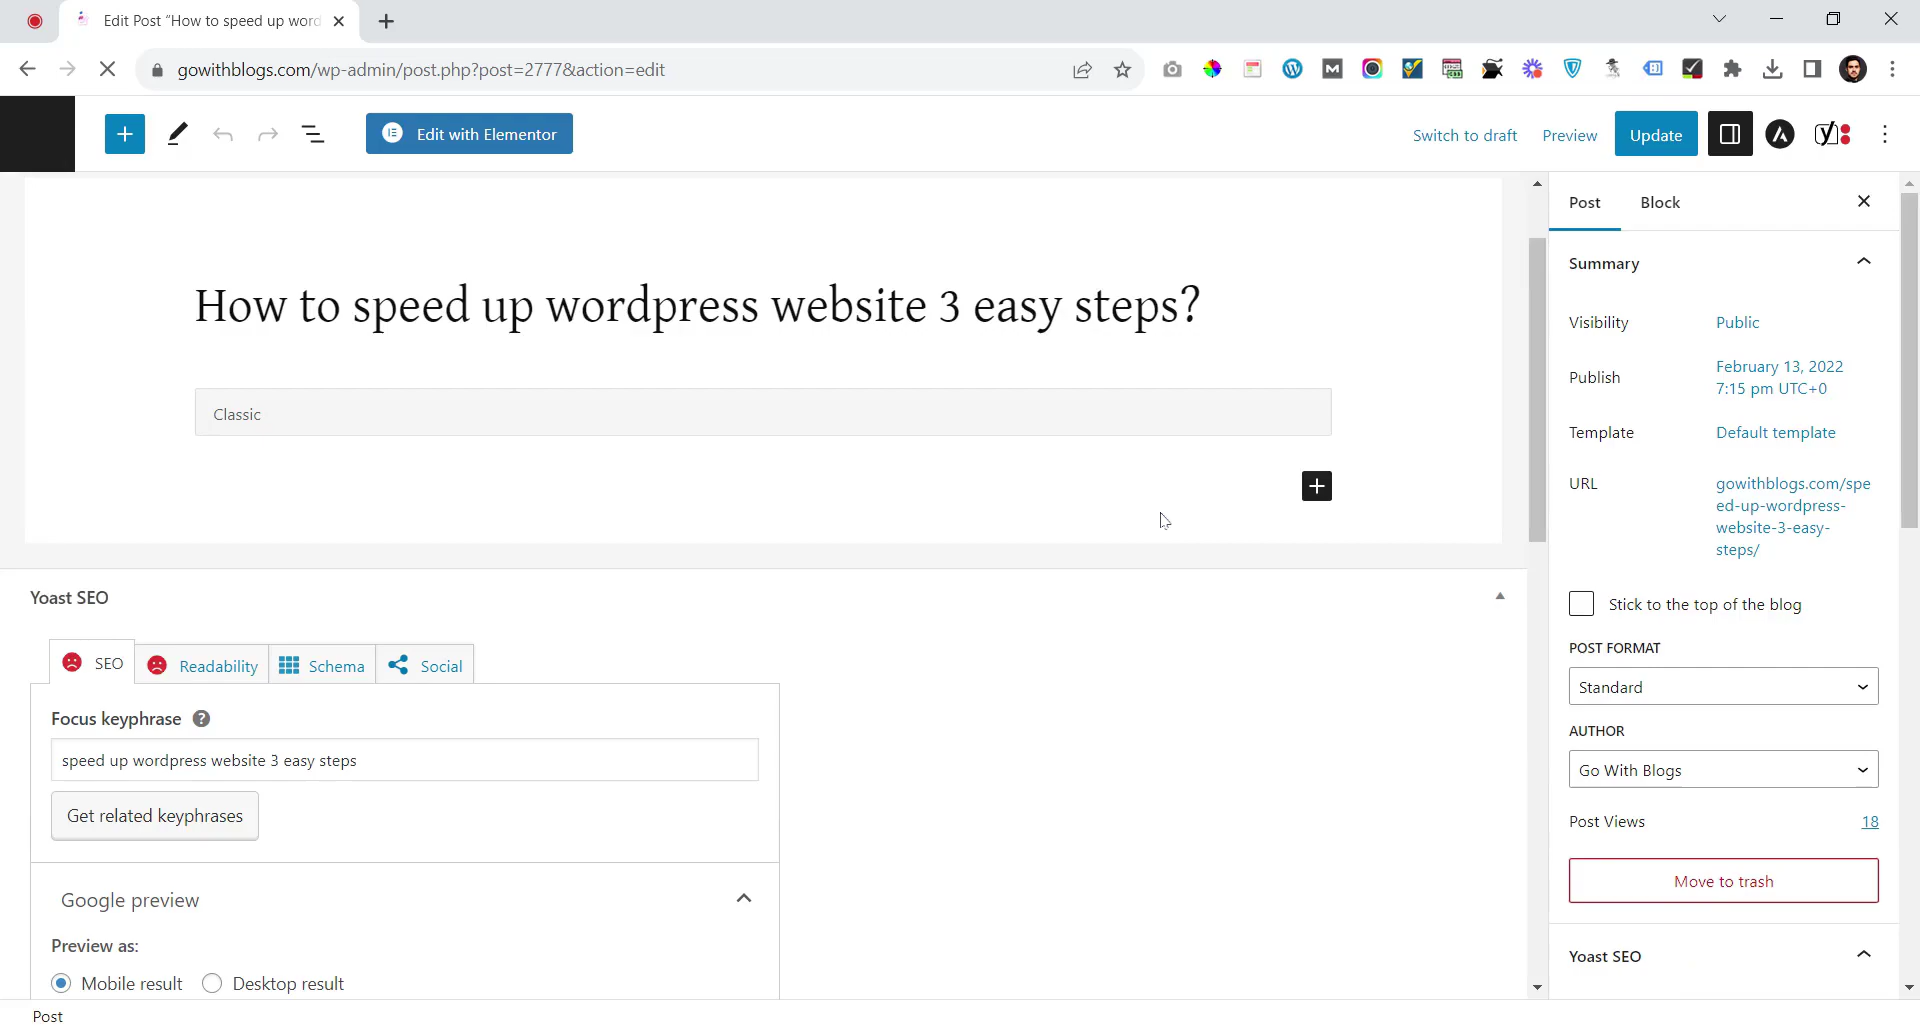 Edit Post “How to speed up word
gowithblogs.com/wp-admin/post.php?post=2777&action=edit
Edit with Elementor
Switch to draft
Preview
Update
Post
Block
Summary
How to speed up wordpress website 3 easy steps?
Visibility
Public
Publish
February 13, 2022
7:15 pm UTC+0
Classic
Template
Default template
URL
gowithblogs.com/spe
ed-up-wordpress-
website-3-easy-
steps/
Stick to the top of the blog
POST FORMAT
Standard
AUTHOR
Go With Blogs
Post Views
18
Move to trash
Yoast SEO
Yoast SEO
SEO
Readability
Schema
Social
Focus keyphrase
speed up wordpress website 3 easy steps
Get related keyphrases
Google preview
Preview as:
Mobile result
Desktop result
Post